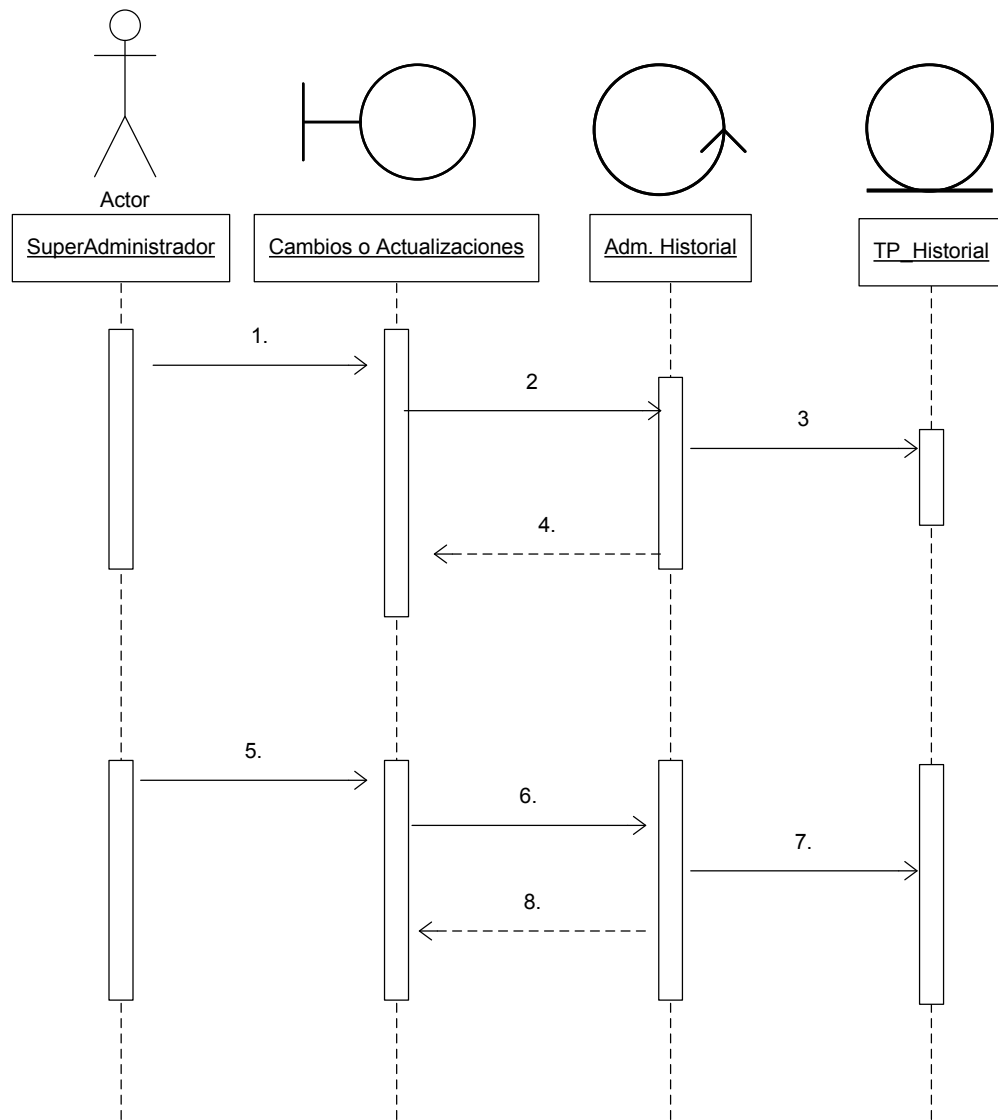 Actor
SuperAdministrador
Cambios o Actualizaciones
Adm. Historial
TP_Historial
1.
2
3
4.
5.
6.
7.
8.